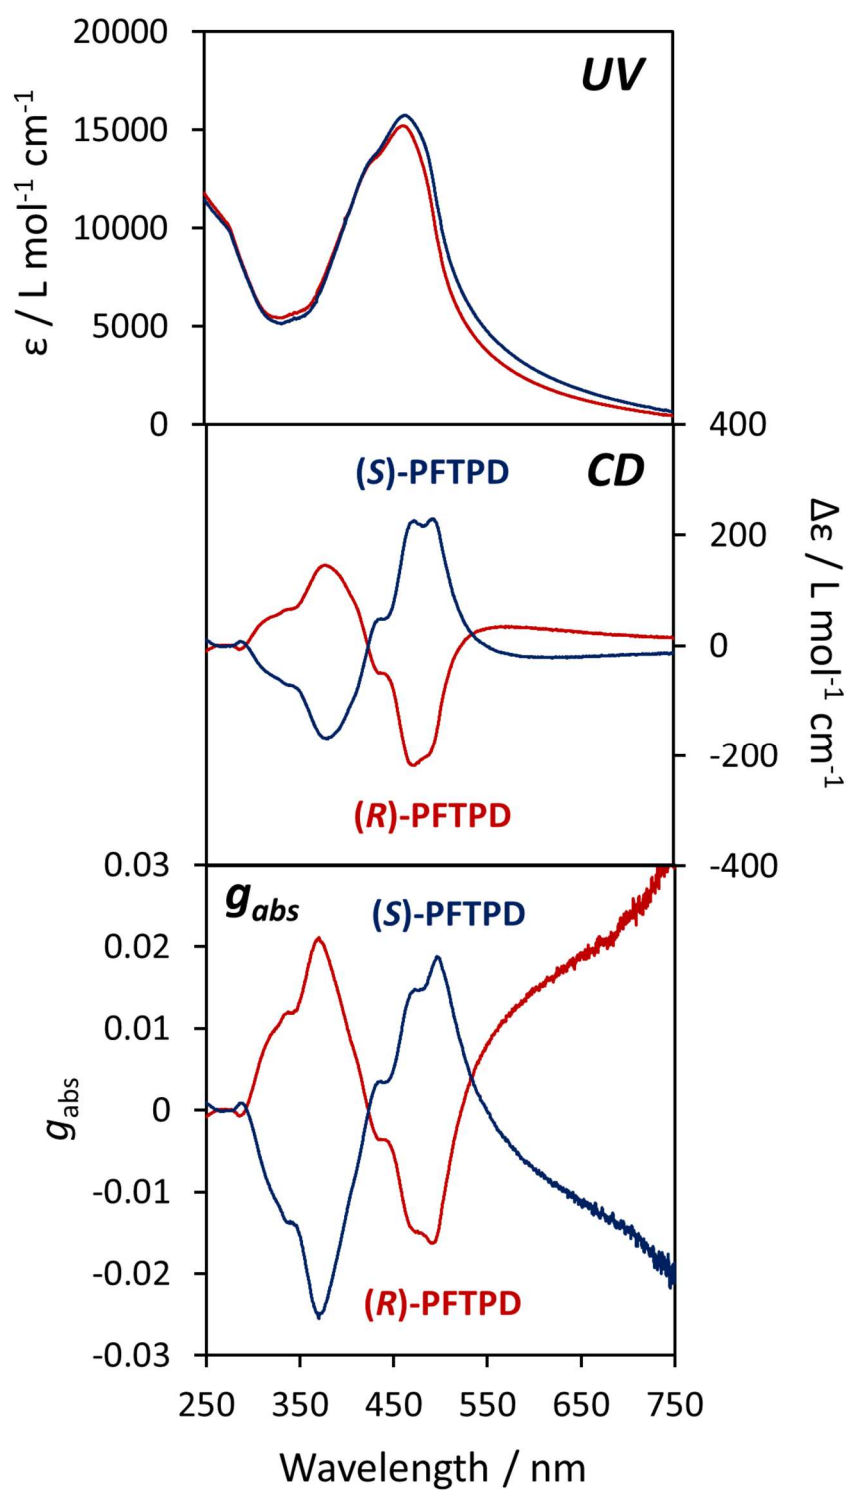 20000
UV
15000
10000
5000
0
ε / L mol-1 cm-1
400
(S)-PFTPD
CD
200
0
-200
(R)-PFTPD
-400
Δε / L mol-1 cm-1
0.03
gabs
(S)-PFTPD
0.02
0.01
0
-0.01
-0.02
(R)-PFTPD
-0.03
gabs
250 350 450 550 650 750
Wavelength / nm